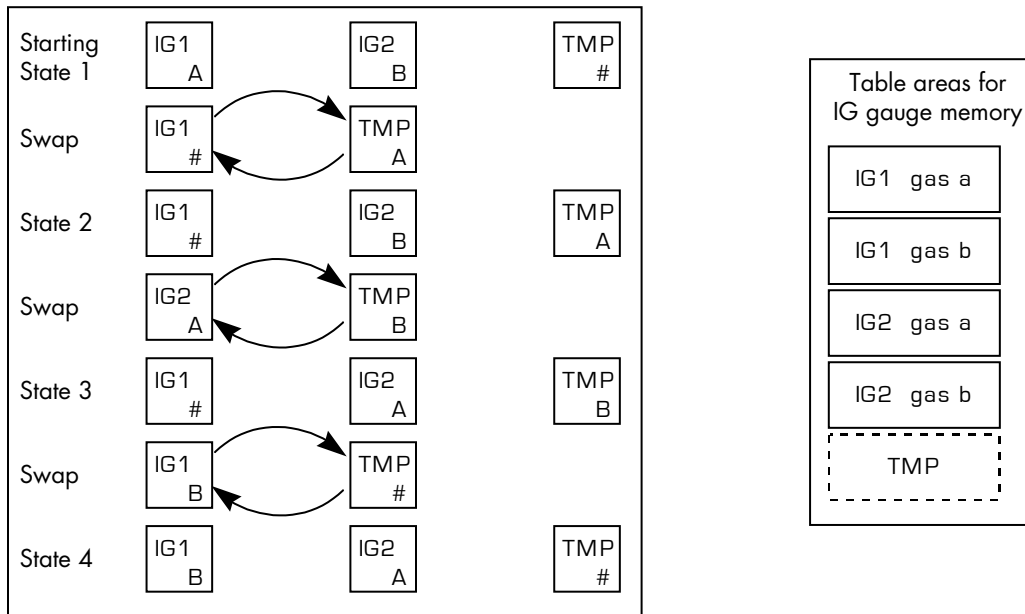 Starting
State 1
IG1
A
IG2
B
TMP
#
Swap
IG1
#
TMP
A
State 2
IG1
#
IG2
B
TMP
A
Swap
IG2
A
TMP
B
State 3
IG1
#
IG2
A
TMP
B
Swap
IG1
B
TMP
#
State 4
IG1
B
IG2
A
TMP
#
Table areas for
IG gauge memory
IG1 gas a
IG1 gas b
IG2 gas a
IG2 gas b
TMP